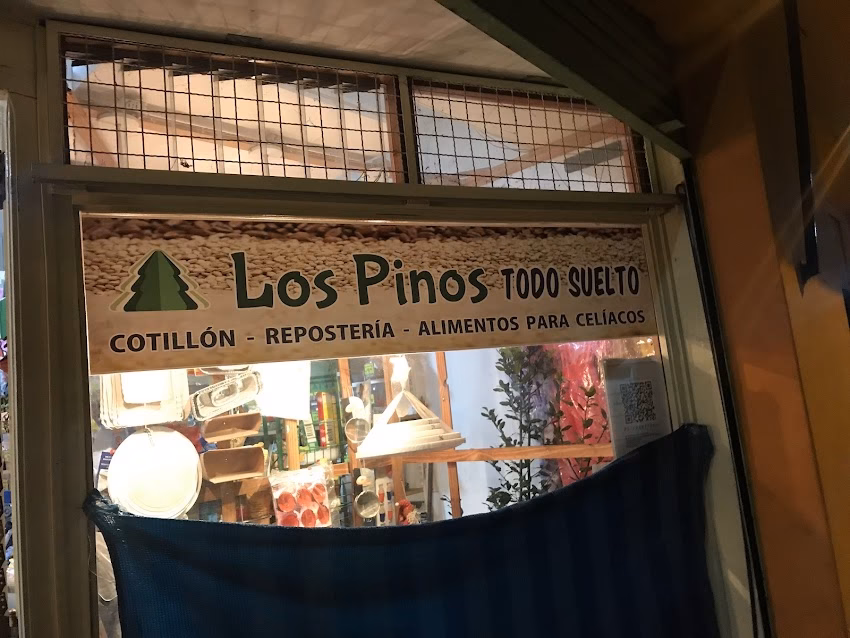 Los Pinos TODO SUELTO
COTILLÓN - REPOSTERÍA - ALIMENTOS PARA CELÍACOS